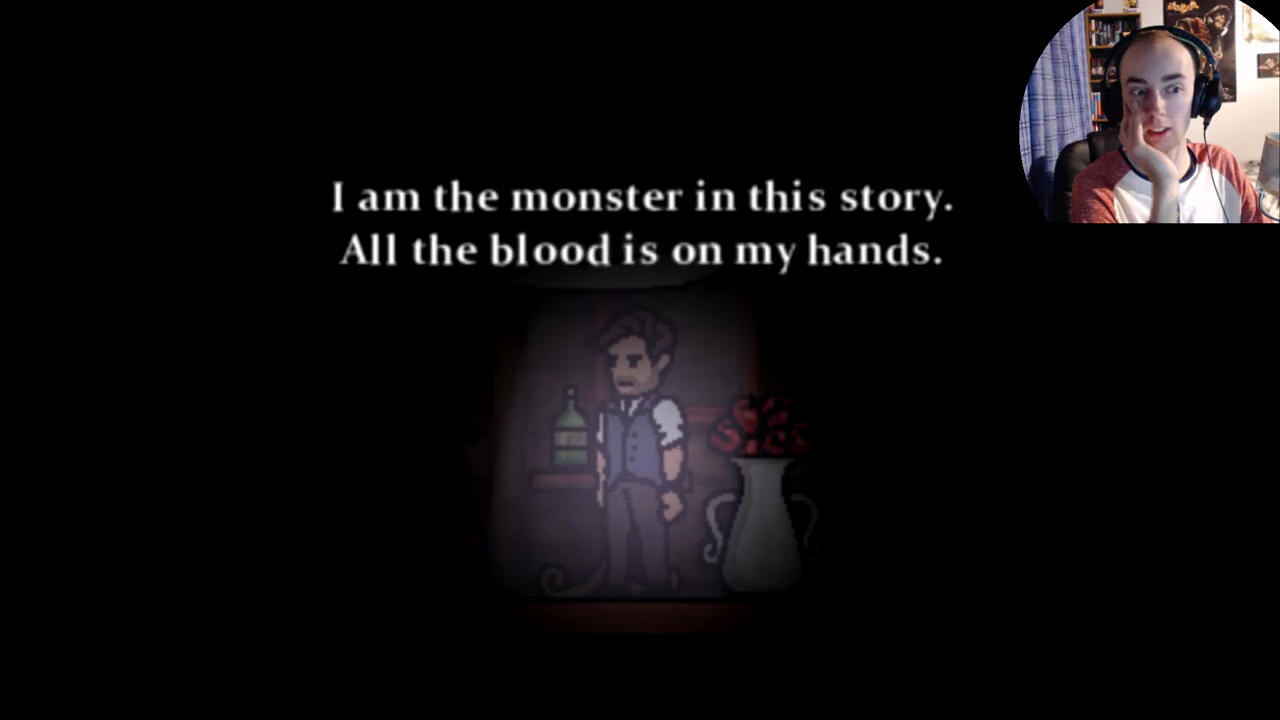 I am the monster in this story.
All the blood is on my hands.